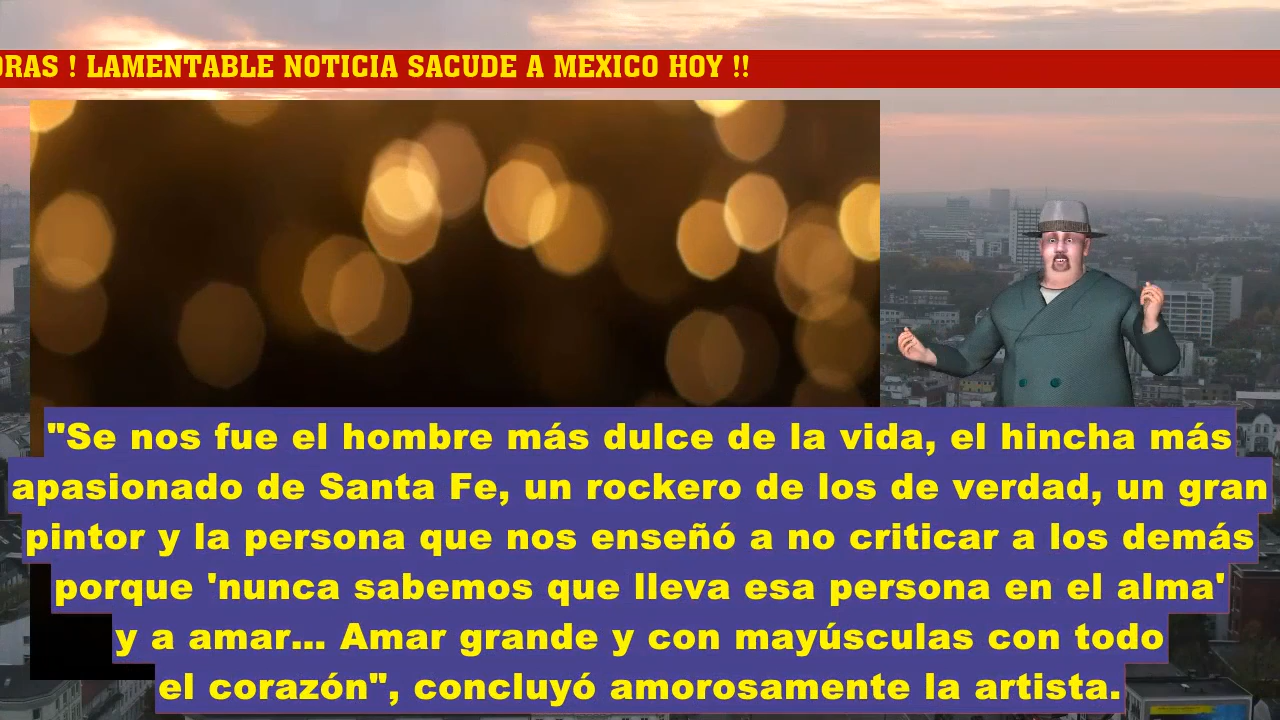 ! LAMENTABLE NOTICIA SACUDE A MEXICO HOY !!
"Se nos fue el hombre más dulce de la vida, el hincha más
apasionado de Santa Fe, un rockero de los de verdad, un gran
pintor y la persona que nos enseñó a no criticar a los demás
porque 'nunca sabemos que lleva esa persona en el alma'
y a amar... Amar grande y con mayúsculas con todo
el corazón", concluyó amorosamente la artista.